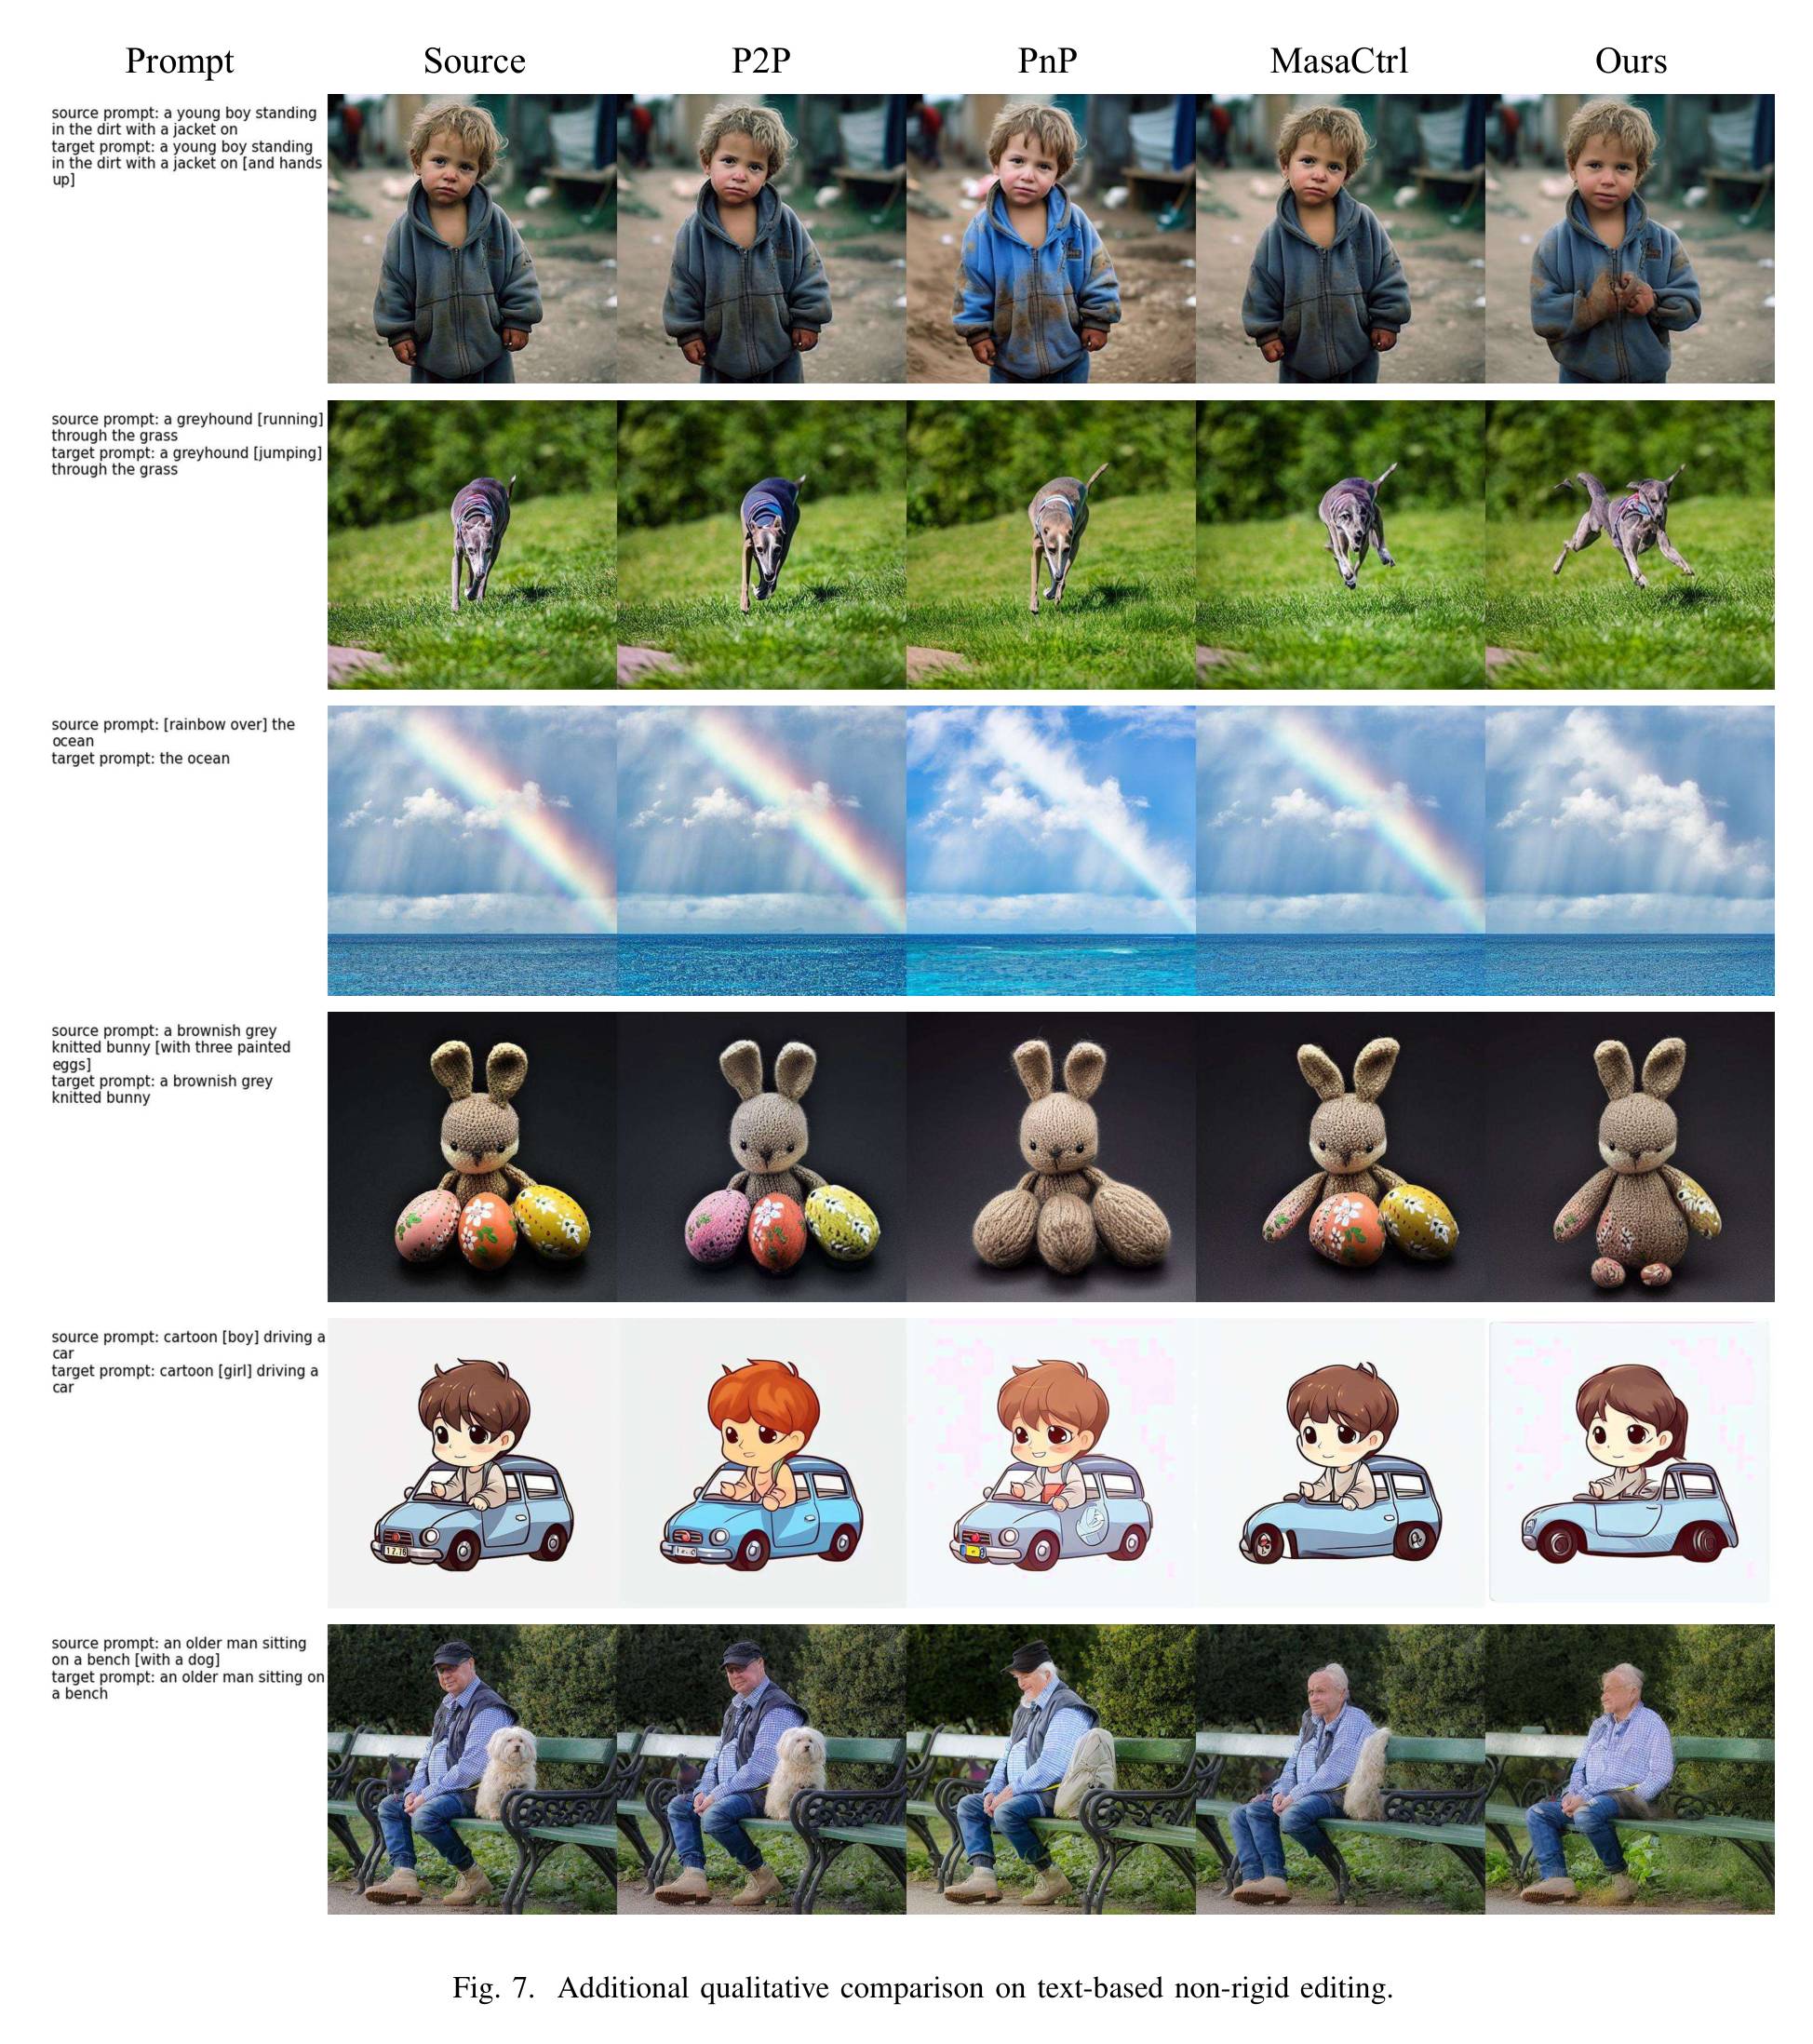 Prompt Source P2P PnP MasaCtrl Ours
source prompt: a young boy standing
in the dirt with a jacket on
target prompt: a young boy standing
in the dirt with a jacket on [and hands
up]
source prompt: a greyhound [running]
through the grass
target prompt: a greyhound [jumping]
through the grass
source prompt: [rainbow over] the
ocean
target prompt: the ocean
source prompt: a brownish grey
knitted bunny [with three painted
eggs]
target prompt: a brownish grey
knitted bunny
source prompt: cartoon [boy] driving a
car
target prompt: cartoon [girl] driving a
car
source prompt: an older man sitting
on a bench [with a dog]
target prompt: an older man sitting on
a bench
Fig. 7. Additional qualitative comparison on text-based non-rigid editing.